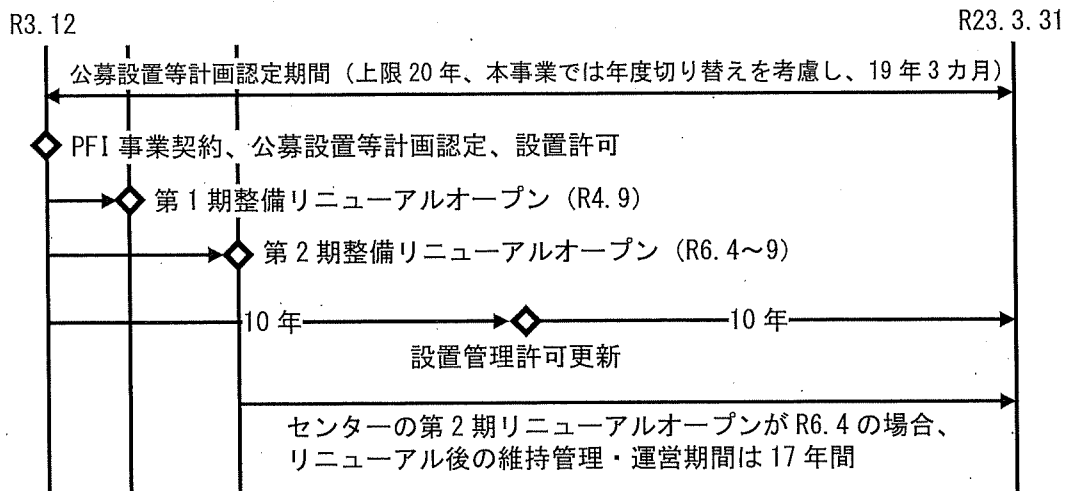 R3.12
R23.3.31
公募設置等計画認定期間（上限20年、本事業では年度切り替えを考慮し、19年3カ月）
PFI事業契約、公募設置等計画認定、設置許可
第1期整備リニューアルオープン（R4.9）
第2期整備リニューアルオープン（R6.4～9）
10年
10年
設置管理許可更新
センターの第2期リニューアルオープンがR6.4の場合、
リニューアル後の維持管理・運営期間は17年間